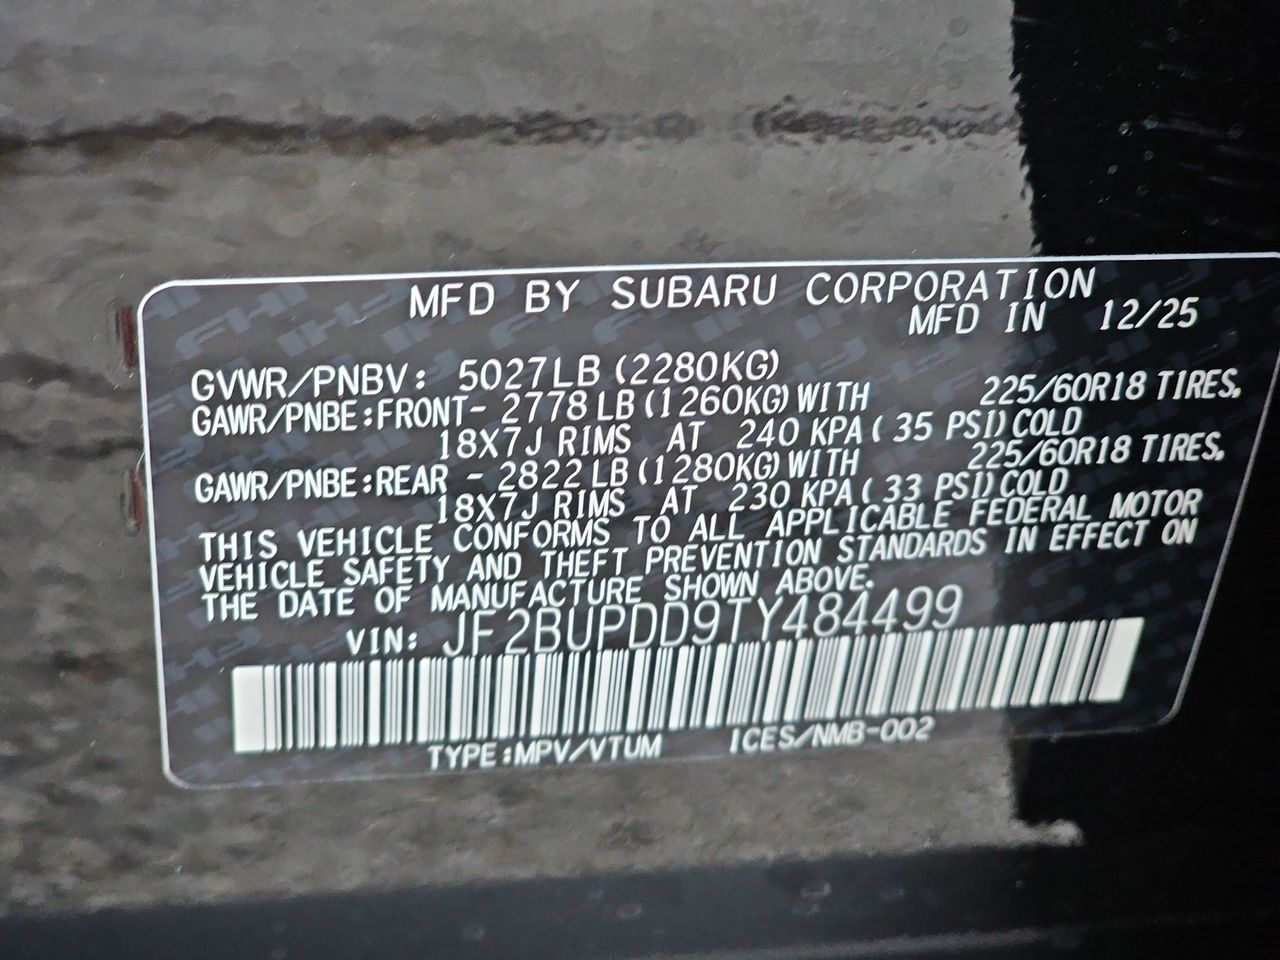 MFD BY SUBARU CORPORATION
MFD IN 12/25
GVWR/PNBV: 5027LB (2280KG)
GAWR/PNBE:FRONT- 2778 LB (1260KG) WITH 225/60R18 TIRES,
18X7J RIMS AT 240 KPA ( 35 PSI) COLD
GAWR/PNBE:REAR - 2822 LB (1280KG) WITH 225/60R18 TIRES,
18X7J RIMS AT 230 KPA ( 33 PSI) COLD
THIS VEHICLE CONFORMS TO ALL APPLICABLE FEDERAL MOTOR
VEHICLE SAFETY AND THEFT PREVENTION STANDARDS IN EFFECT ON
THE DATE OF MANUFACTURE SHOWN ABOVE.
VIN: JF2BUPDD9TY484499
TYPE:MPV/VTUM ICES/NMB-002